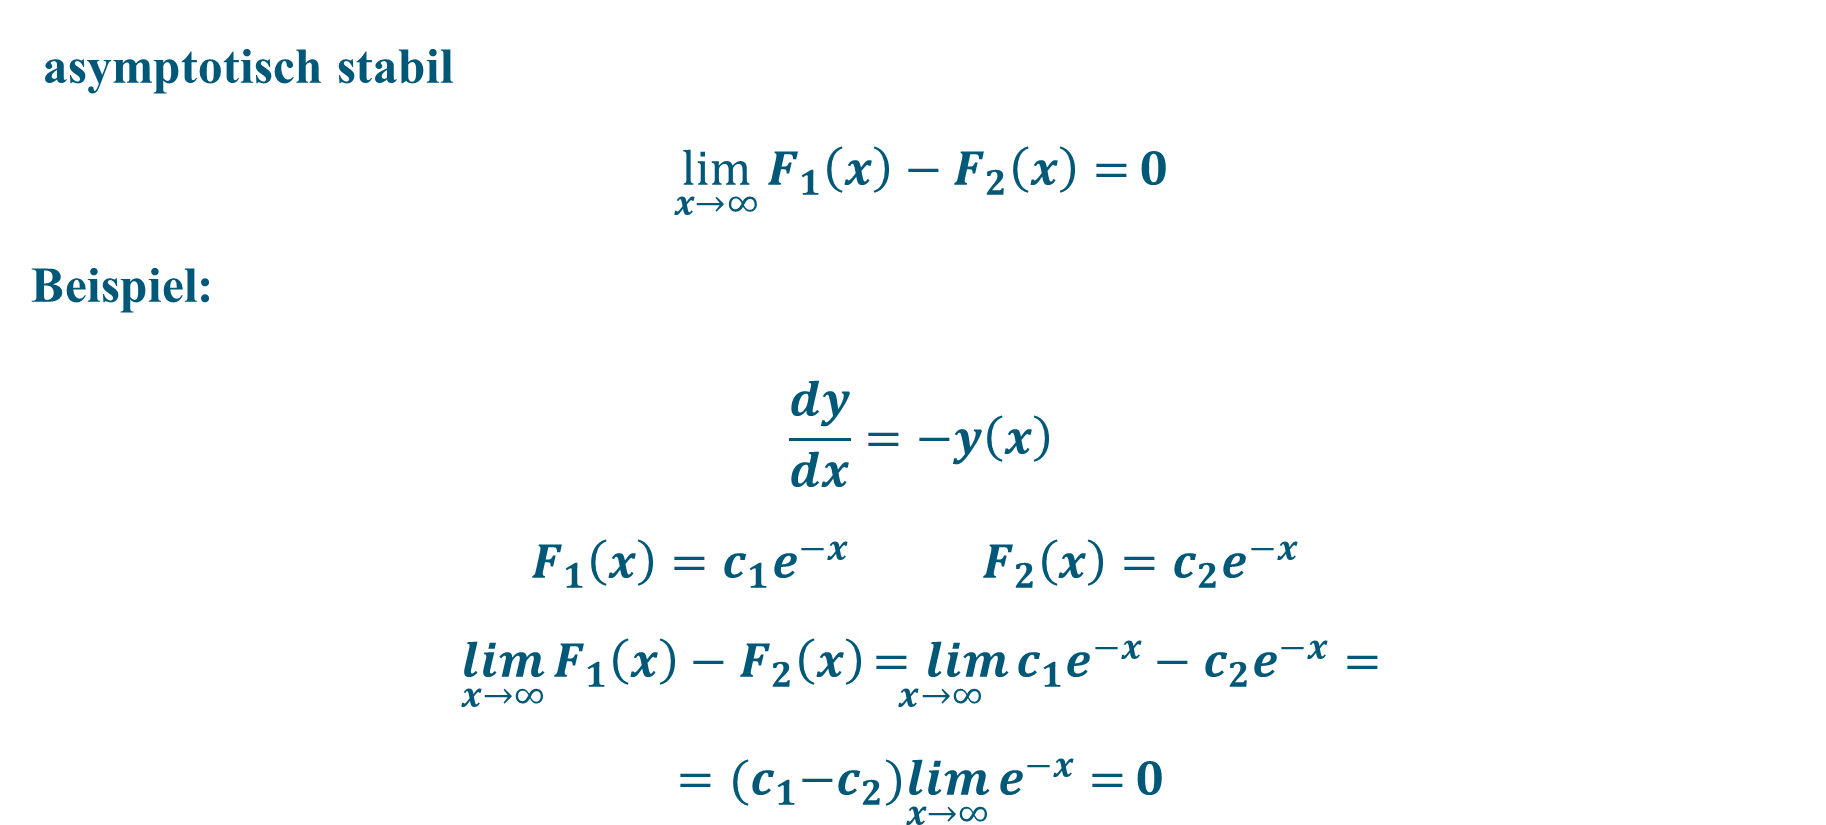 asymptotisch stabil
lim x→∞ F₁(x) − F₂(x) = 0
Beispiel:
dy/dx = −y(x)
F₁(x) = c₁e⁻ˣ F₂(x) = c₂e⁻ˣ
lim x→∞ F₁(x) − F₂(x) = lim x→∞ c₁e⁻ˣ − c₂e⁻ˣ =
= (c₁−c₂) lim x→∞ e⁻ˣ = 0